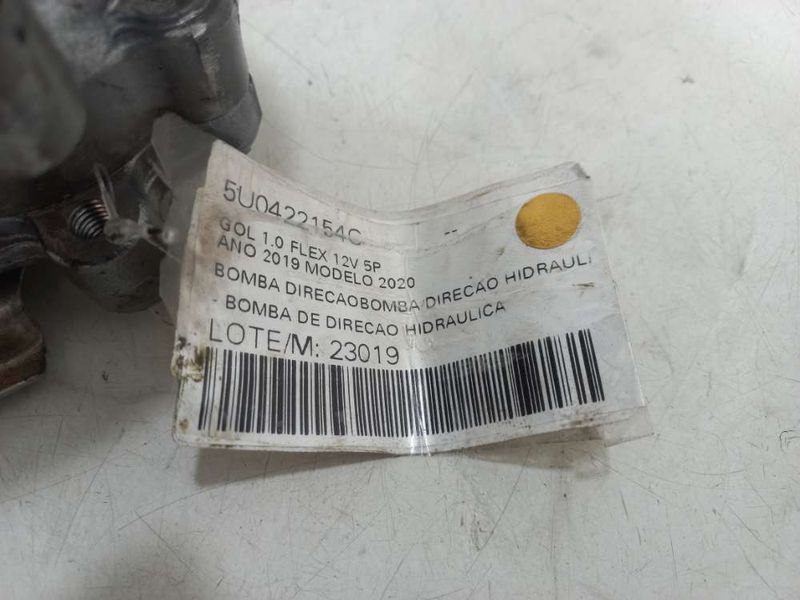 5U0422154C --
GOL 1.0 FLEX 12V 5P
ANO 2019 MODELO 2020
BOMBA DIRECAOBOMBA DIRECAO HIDRAULI
- BOMBA DE DIRECAO HIDRAULICA
LOTE/M: 23019